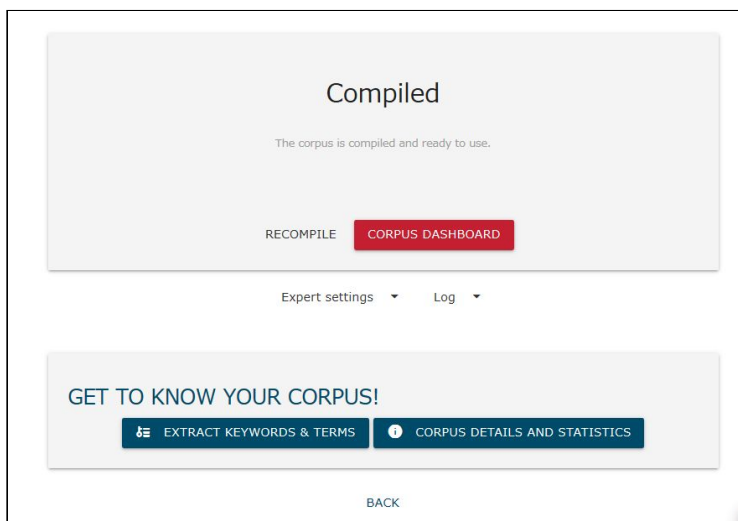 Compiled
The corpus is compiled and ready to use.
RECOMPILE CORPUS DASHBOARD
Expert settings Log
GET TO KNOW YOUR CORPUS!
EXTRACT KEYWORDS & TERMS CORPUS DETAILS AND STATISTICS
BACK